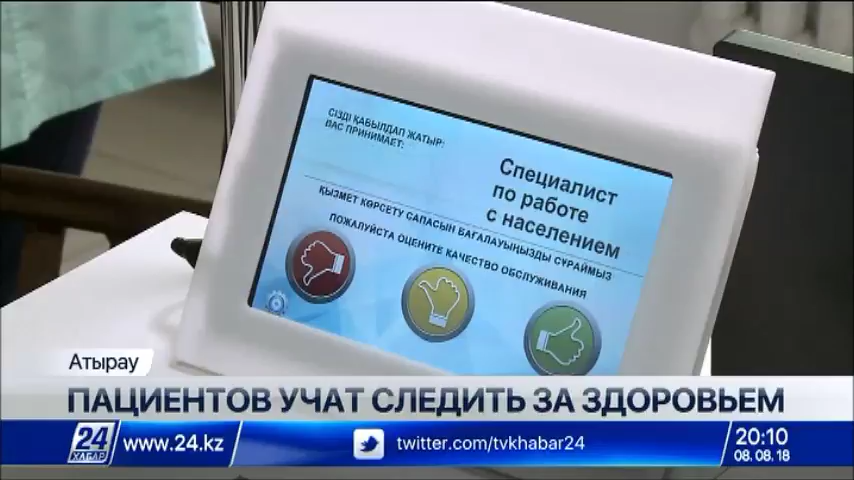 СІЗДІ ҚАБЫЛДАП ЖАТЫР:
ВАС ПРИНИМАЕТ:
Специалист
по работе
с населением
ҚЫЗМЕТ КӨРСЕТУ САПАСЫН БАҒАЛАУЫҢЫЗДЫ СҰРАЙМЫЗ
ПОЖАЛУЙСТА ОЦЕНИТЕ КАЧЕСТВО ОБСЛУЖИВАНИЯ
Атырау
ПАЦИЕНТОВ УЧАТ СЛЕДИТЬ ЗА ЗДОРОВЬЕМ
24
ХАБАР
www.24.kz
twitter.com/tvkhabar24
20:10
08.08.18